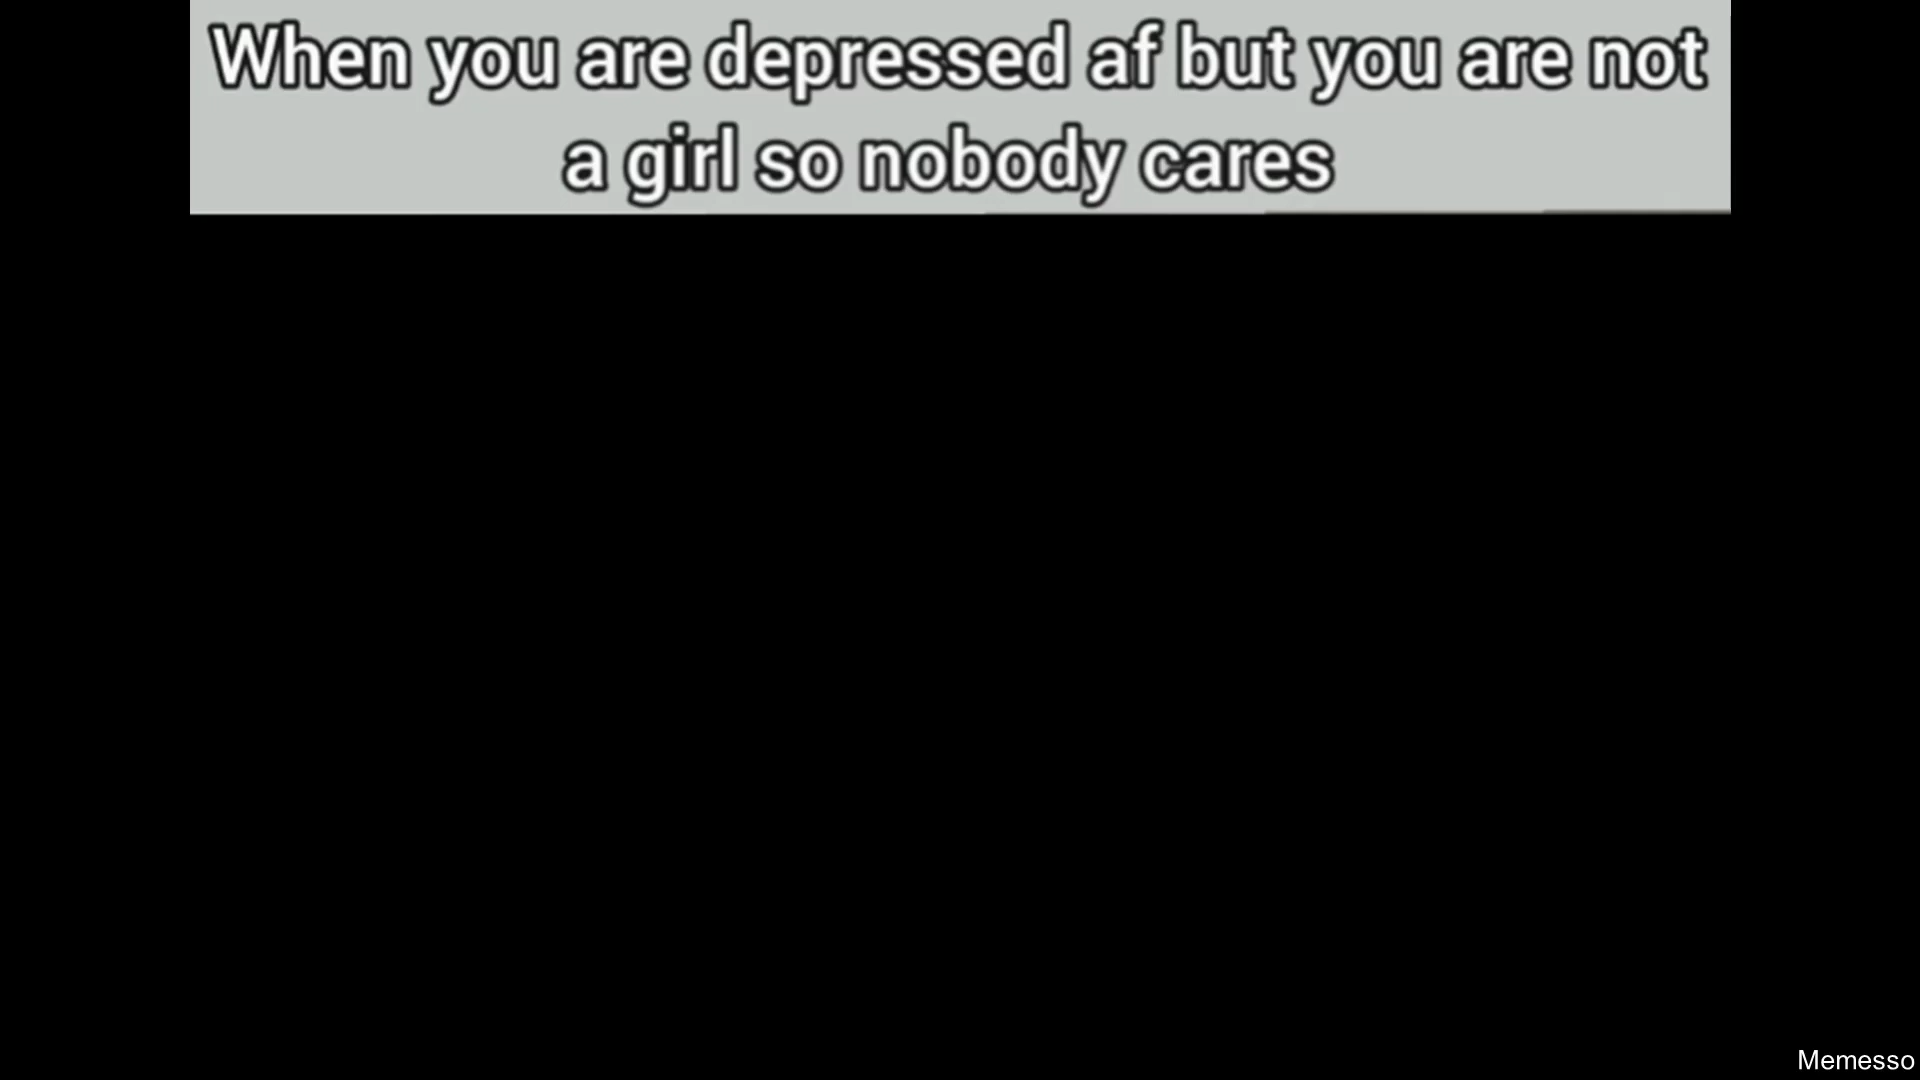 When you are depressed af but you are not
a girl so nobody cares
Memesso